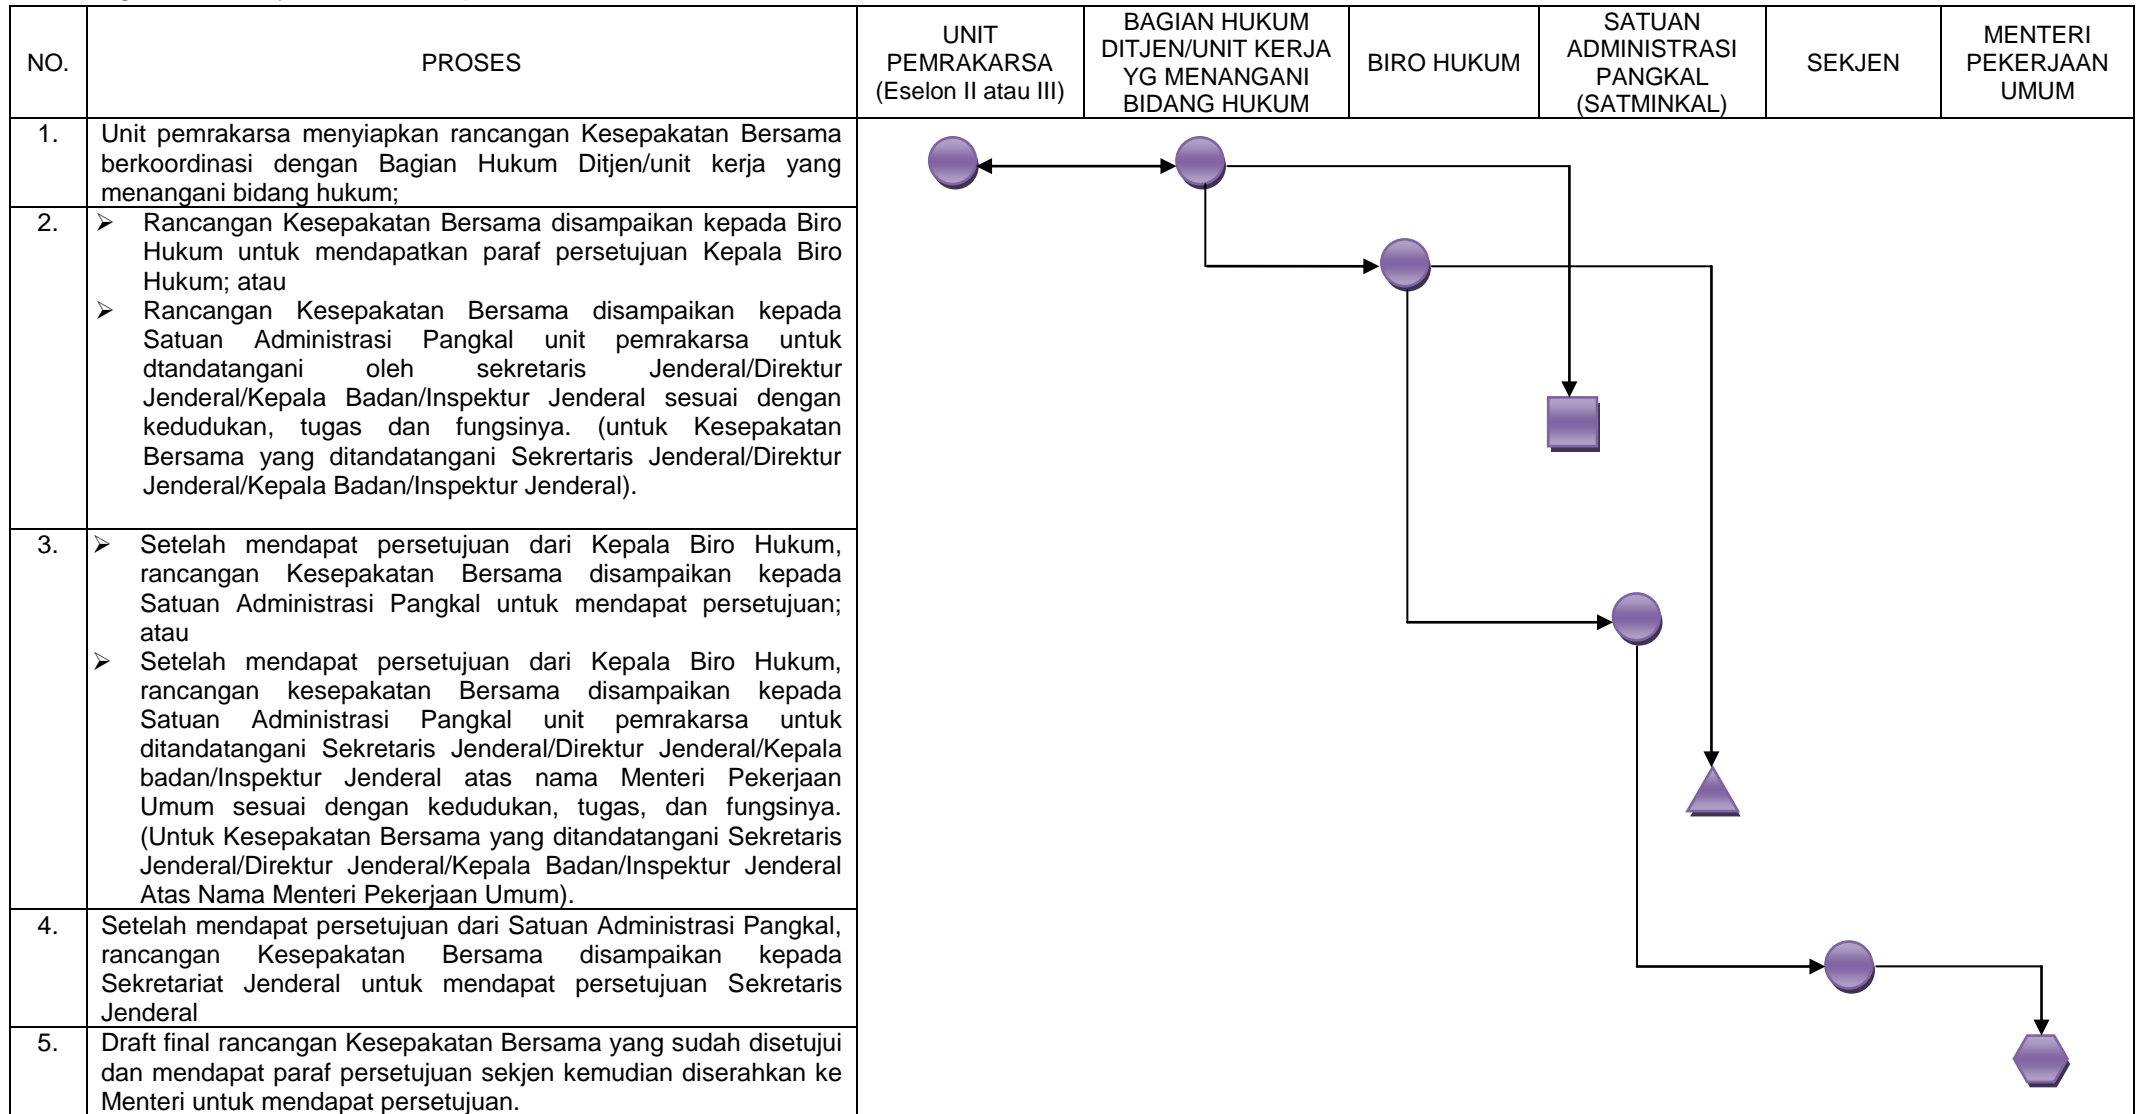 NO.
PROSES
UNIT
PEMRAKARSA
(Eselon II atau III)
BAGIAN HUKUM
DITJEN/UNIT KERJA
YG MENANGANI
BIDANG HUKUM
BIRO HUKUM
SATUAN
ADMINISTRASI
PANGKAL
(SATMINKAL)
SEKJEN
MENTERI
PEKERJAAN
UMUM
1.
Unit pemrakarsa menyiapkan rancangan Kesepakatan Bersama
berkoordinasi dengan Bagian Hukum Ditjen/unit kerja yang
menangani bidang hukum;
2.
➢ Rancangan Kesepakatan Bersama disampaikan kepada Biro
Hukum untuk mendapatkan paraf persetujuan Kepala Biro
Hukum; atau
➢ Rancangan Kesepakatan Bersama disampaikan kepada
Satuan Administrasi Pangkal unit pemrakarsa untuk
dtandatangani oleh sekretaris Jenderal/Direktur
Jenderal/Kepala Badan/Inspektur Jenderal sesuai dengan
kedudukan, tugas dan fungsinya. (untuk Kesepakatan
Bersama yang ditandatangani Sekrertaris Jenderal/Direktur
Jenderal/Kepala Badan/Inspektur Jenderal).
3.
➢ Setelah mendapat persetujuan dari Kepala Biro Hukum,
rancangan Kesepakatan Bersama disampaikan kepada
Satuan Administrasi Pangkal untuk mendapat persetujuan;
atau
➢ Setelah mendapat persetujuan dari Kepala Biro Hukum,
rancangan kesepakatan Bersama disampaikan kepada
Satuan Administrasi Pangkal unit pemrakarsa untuk
ditandatangani Sekretaris Jenderal/Direktur Jenderal/Kepala
badan/Inspektur Jenderal atas nama Menteri Pekerjaan
Umum sesuai dengan kedudukan, tugas, dan fungsinya.
(Untuk Kesepakatan Bersama yang ditandatangani Sekretaris
Jenderal/Direktur Jenderal/Kepala Badan/Inspektur Jenderal
Atas Nama Menteri Pekerjaan Umum).
4.
Setelah mendapat persetujuan dari Satuan Administrasi Pangkal,
rancangan Kesepakatan Bersama disampaikan kepada
Sekretariat Jenderal untuk mendapat persetujuan Sekretaris
Jenderal
5.
Draft final rancangan Kesepakatan Bersama yang sudah disetujui
dan mendapat paraf persetujuan sekjen kemudian diserahkan ke
Menteri untuk mendapat persetujuan.